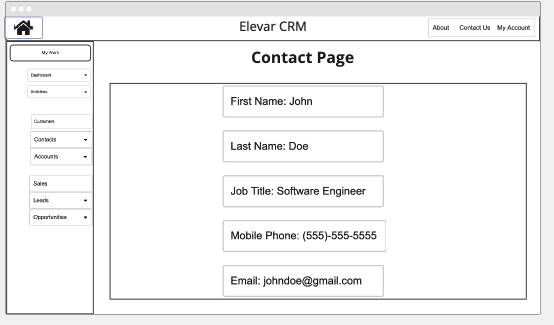 Elevar CRM
About Contact Us My Account
My Work
Dashboard
Activities
Customers
Contacts
Accounts
Sales
Leads
Opportunities
Contact Page
First Name: John
Last Name: Doe
Job Title: Software Engineer
Mobile Phone: (555)-555-5555
Email: johndoe@gmail.com